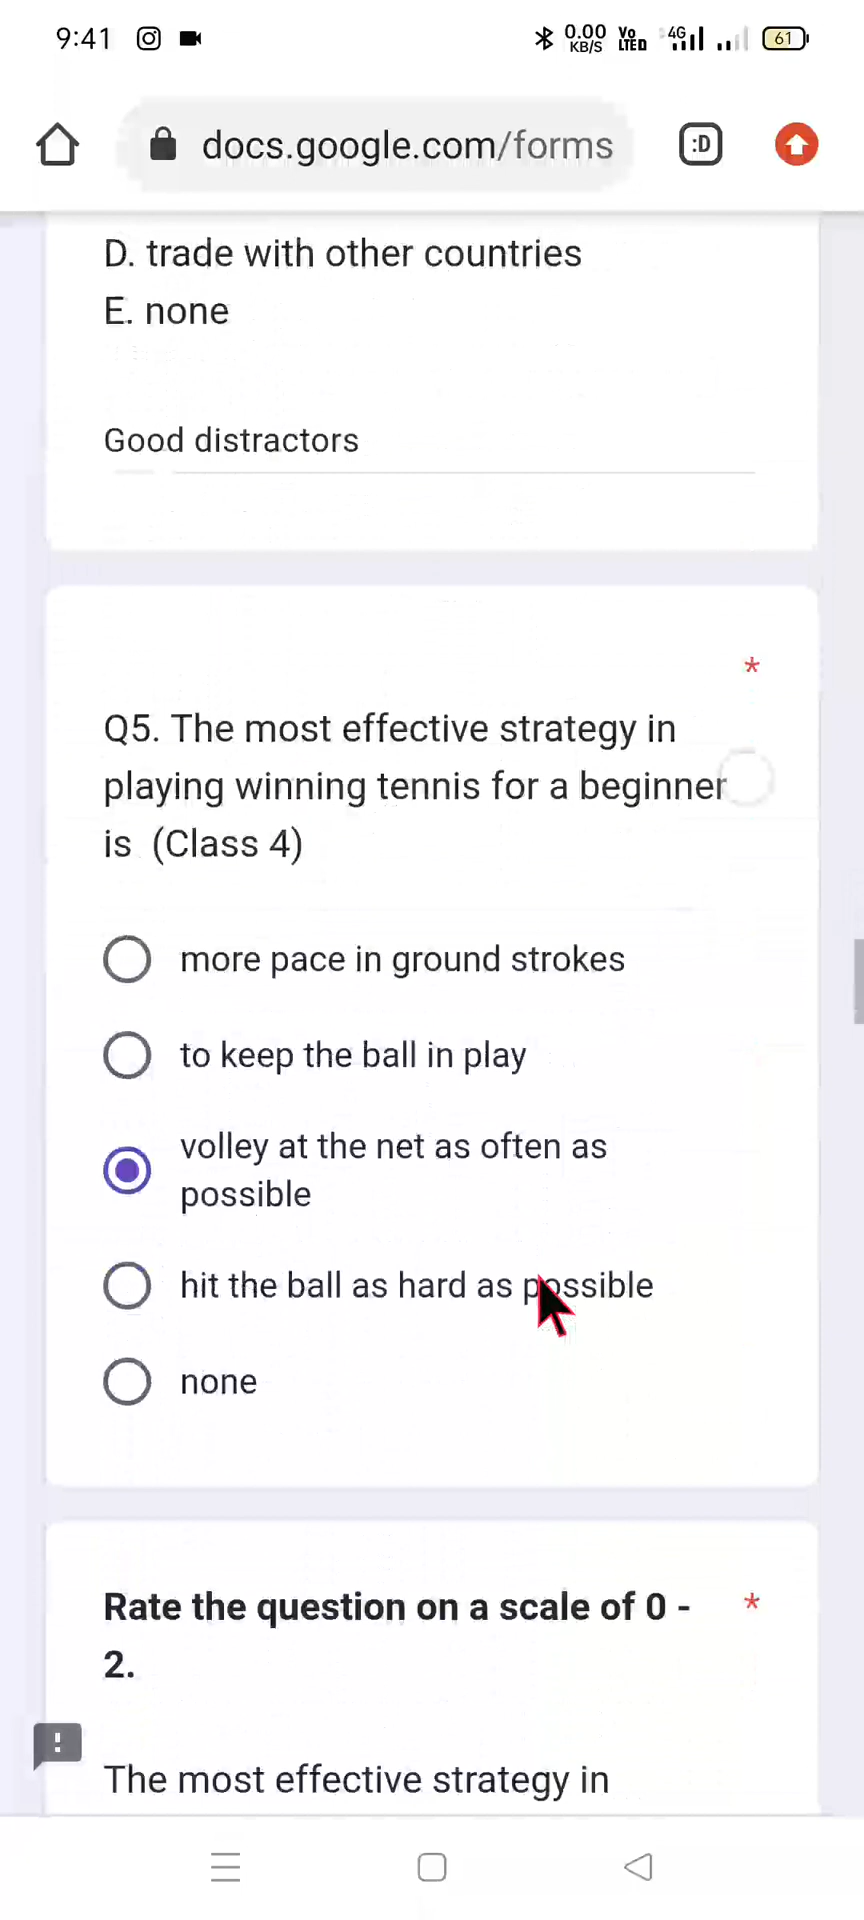 9:41
0.00
KB/S
Vo
LTED
4G
61
docs.google.com/forms
:D
D. trade with other countries
E. none
Good distractors
*
Q5. The most effective strategy in
playing winning tennis for a beginner
is (Class 4)
more pace in ground strokes
to keep the ball in play
volley at the net as often as
possible
hit the ball as hard as possible
none
Rate the question on a scale of 0 -
*
2.
!
The most effective strategy in